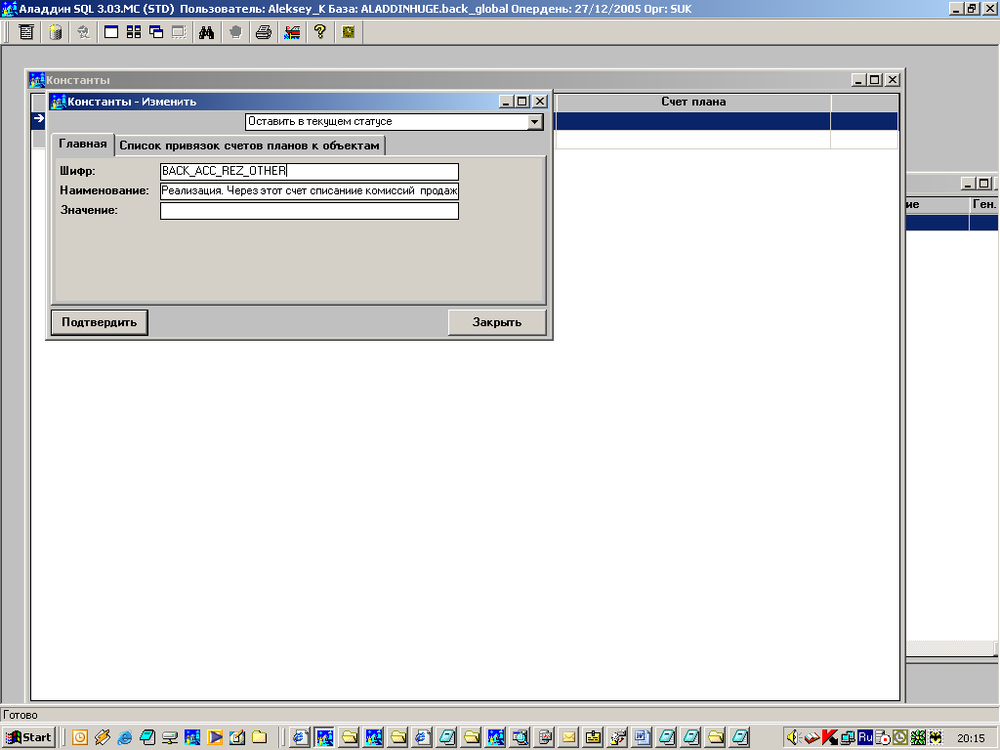 Аладдин SQL 3.03.MC (STD) Пользователь: Aleksey_K База: ALADDINHUGE.back_global Опердень: 27/12/2005 Орг: SUK
Константы
Константы - Изменить
Счет плана
Оставить в текущем статусе
Главная
Список привязок счетов планов к объектам
Шифр:
BACK_ACC_REZ_OTHER
Наименование:
Реализация. Через этот счет списаниие комиссий продаж
Значение:
ие
Ген.
Подтвердить
Закрыть
Готово
Start
Ru
20:15